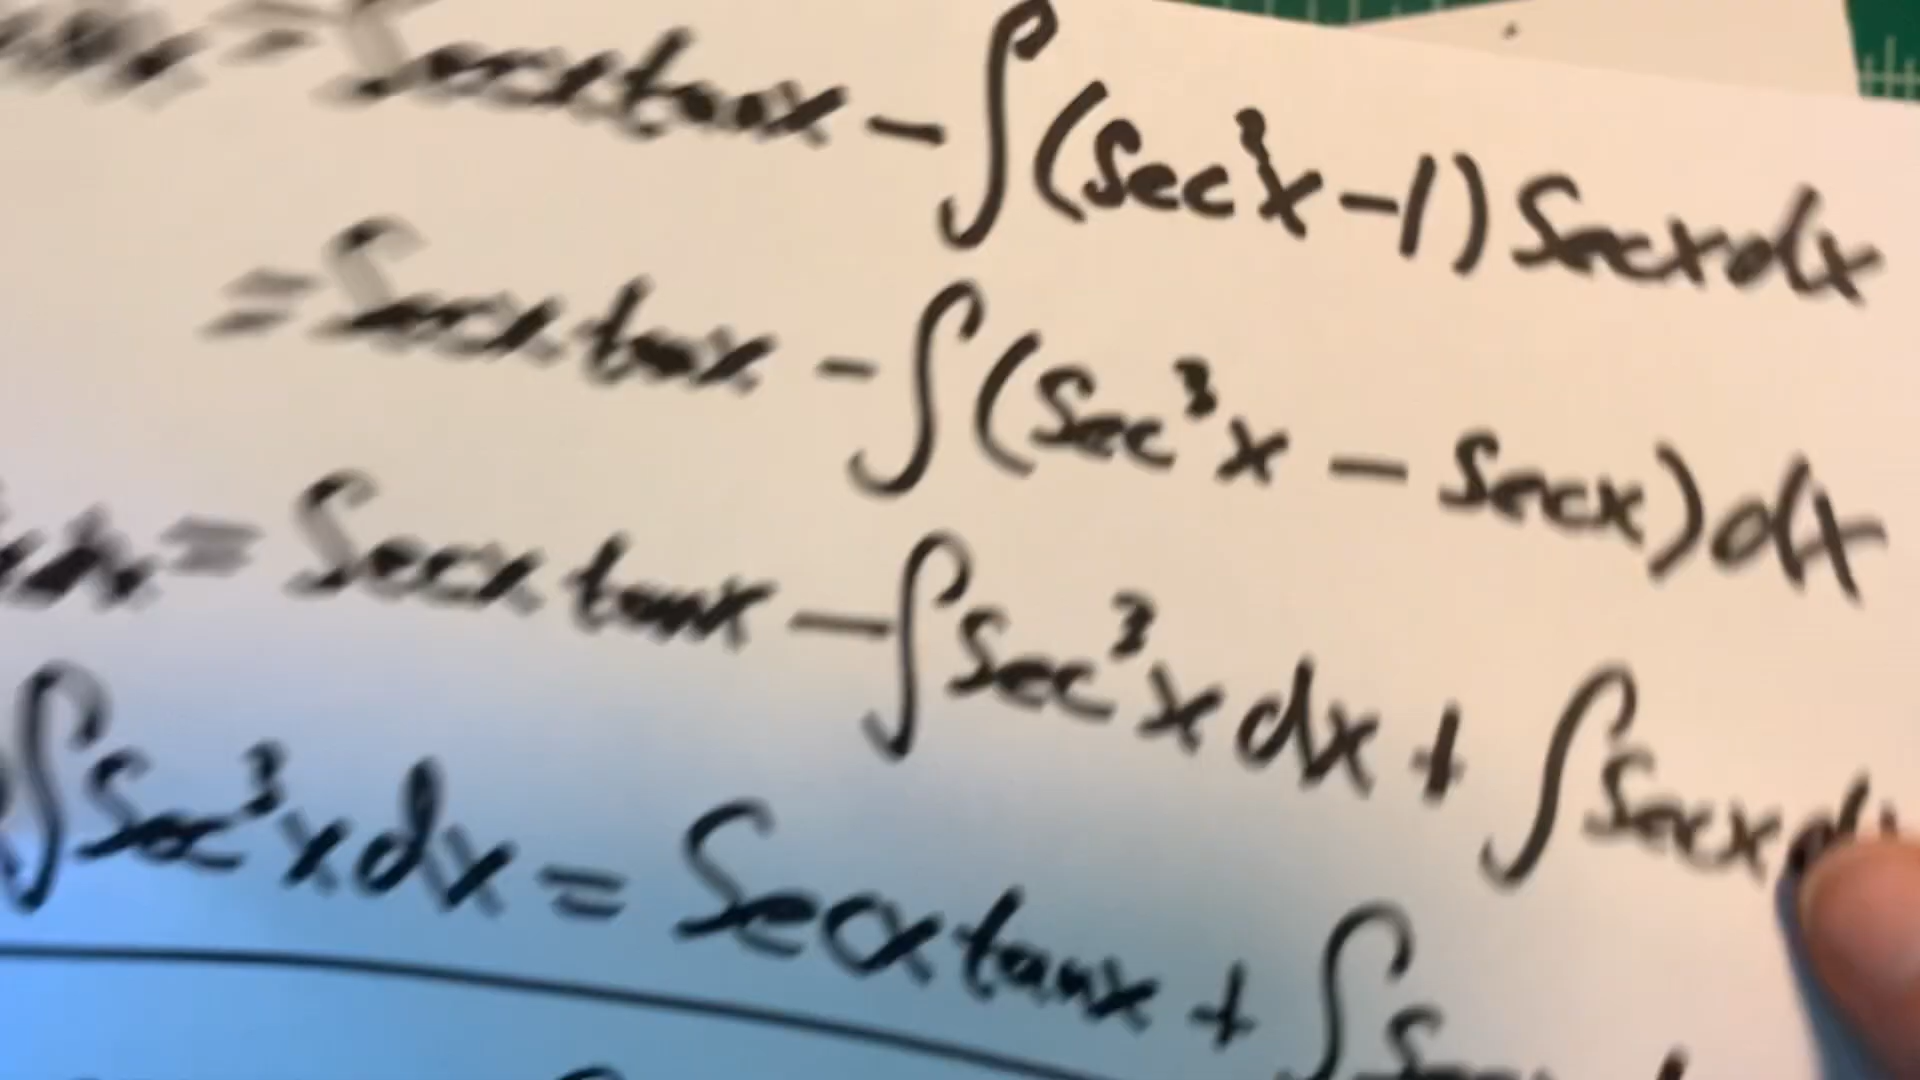 = Secx tanx - ∫(Sec²x - 1) Secx dx
= Secx tanx - ∫(Sec³x - Secx) dx
= Secx tanx - ∫Sec³x dx + ∫Secx
∫Sec³x dx = Secx tanx + ∫